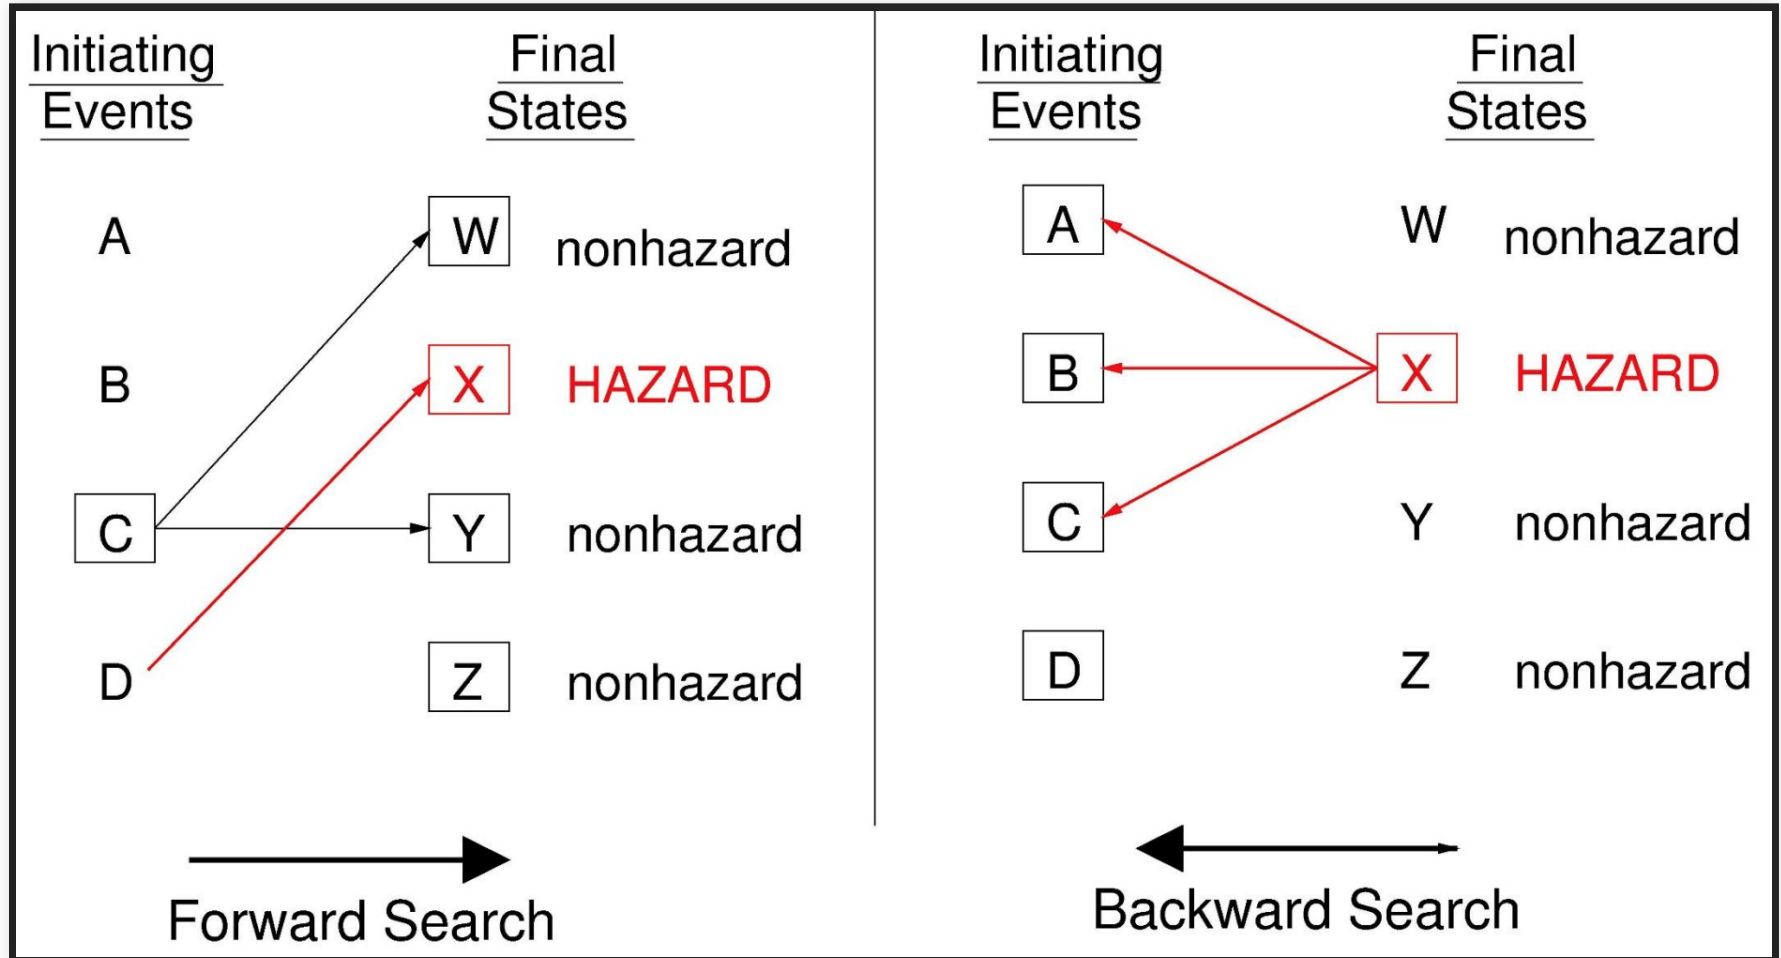 Initiating
Events
Final
States
A
W nonhazard
B
X HAZARD
C
Y nonhazard
D
Z nonhazard
Forward Search
Initiating
Events
Final
States
A
W nonhazard
B
X HAZARD
C
Y nonhazard
D
Z nonhazard
Backward Search